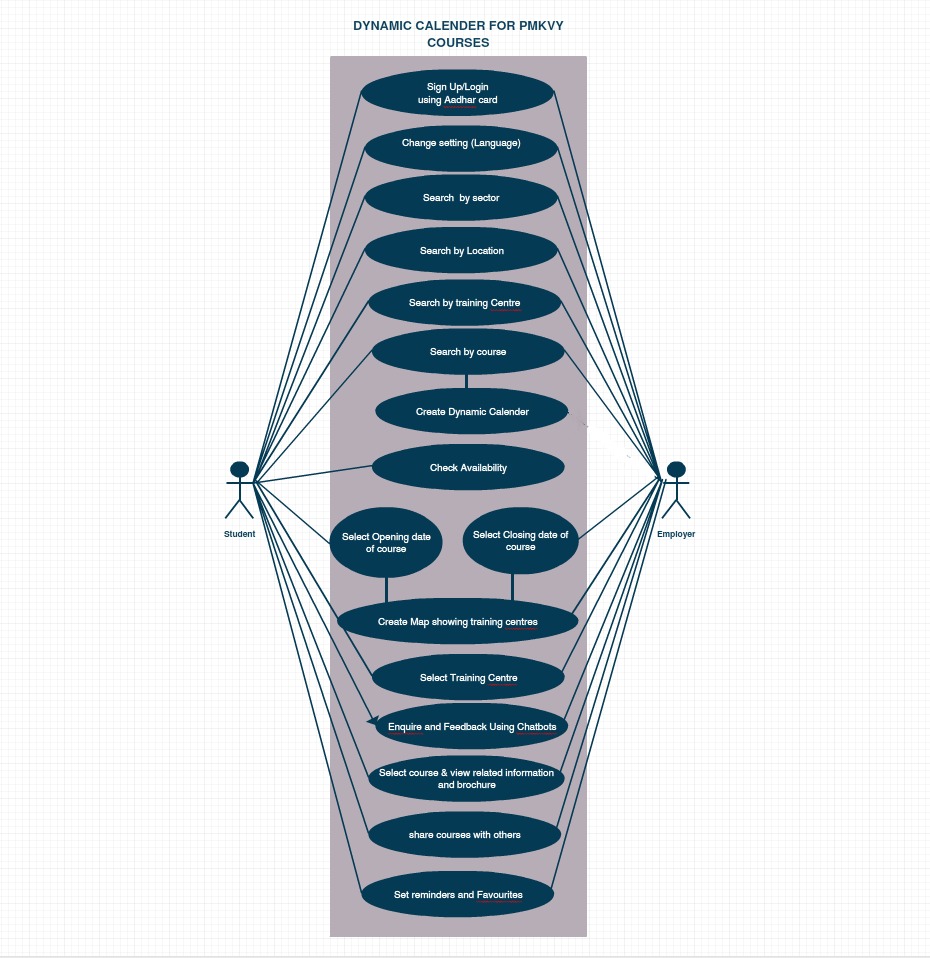 DYNAMIC CALENDER FOR PMKVY
COURSES
Sign Up/Login
using Aadhar card
Change setting (Language)
Search by sector
Search by Location
Search by training Centre
Search by course
Create Dynamic Calender
Check Availability
Student
Employer
Select Opening date
of course
Select Closing date of
course
Create Map showing training centres
Select Training Centre
Enquire and Feedback Using Chatbots
Select course & view related information
and brochure
share courses with others
Set reminders and Favourites